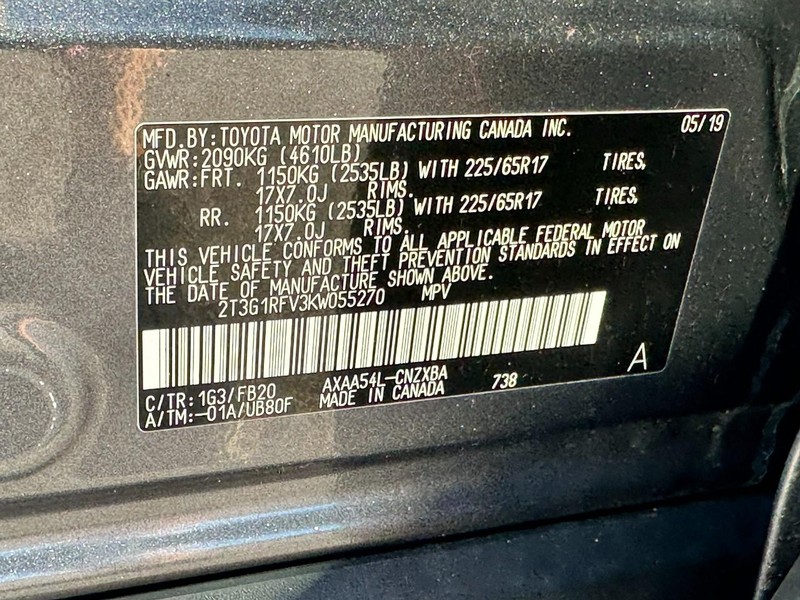 MFD.BY:TOYOTA MOTOR MANUFACTURING CANADA INC. 05/19
GVWR:2090KG (4610LB)
GAWR:FRT. 1150KG (2535LB) WITH 225/65R17 TIRES,
17X7.0J RIMS.
RR. 1150KG (2535LB) WITH 225/65R17 TIRES,
17X7.0J RIMS.
THIS VEHICLE CONFORMS TO ALL APPLICABLE FEDERAL MOTOR
VEHICLE SAFETY AND THEFT PREVENTION STANDARDS IN EFFECT ON
THE DATE OF MANUFACTURE SHOWN ABOVE.
2T3G1RFV3KW055270 MPV
C/TR:1G3/FB20 AXAA54L-CNZXBA 738 A
A/TM:-01A/UB80F MADE IN CANADA